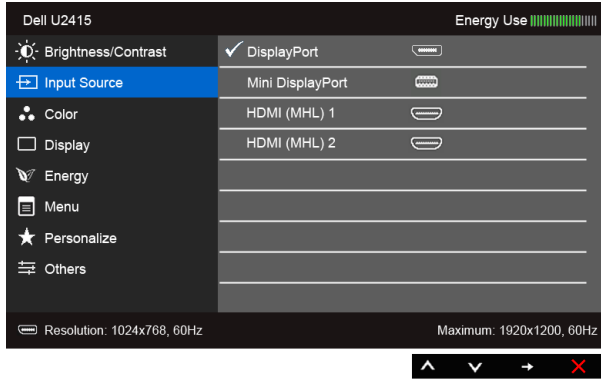 Dell U2415 Energy Use
Brightness/Contrast DisplayPort
Input Source Mini DisplayPort
Color HDMI (MHL) 1
Display HDMI (MHL) 2
Energy
Menu
Personalize
Others
Resolution: 1024x768, 60Hz Maximum: 1920x1200, 60Hz